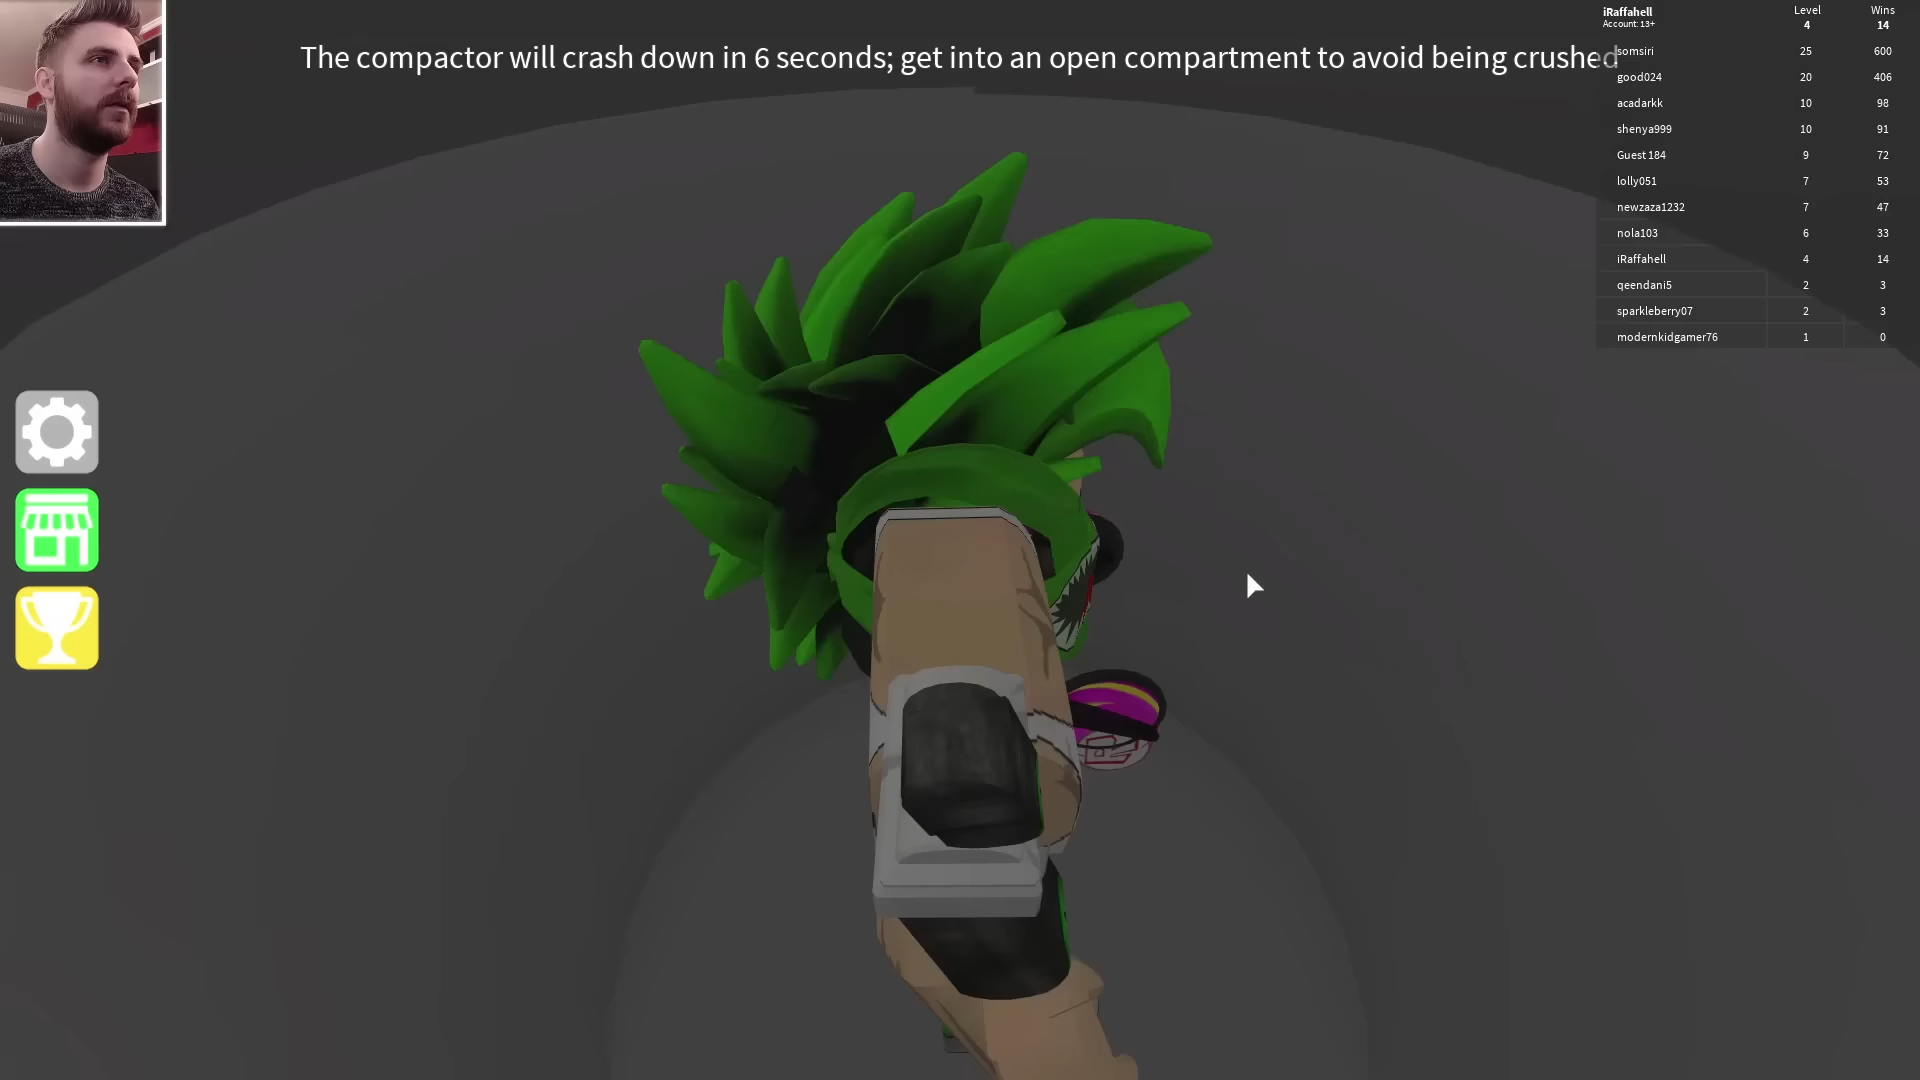 iRaffahell Level Wins
Account: 13+ 4 14
The compactor will crash down in 6 seconds; get into an open compartment to avoid being crushed
somsiri 25 600
good024 20 406
acadarkk 10 98
shenya999 10 91
Guest 184 9 72
lolly051 7 53
newzaza1232 7 47
nola103 6 33
iRaffahell 4 14
qeendani5 2 3
sparkleberry07 2 3
modernkidgamer76 1 0